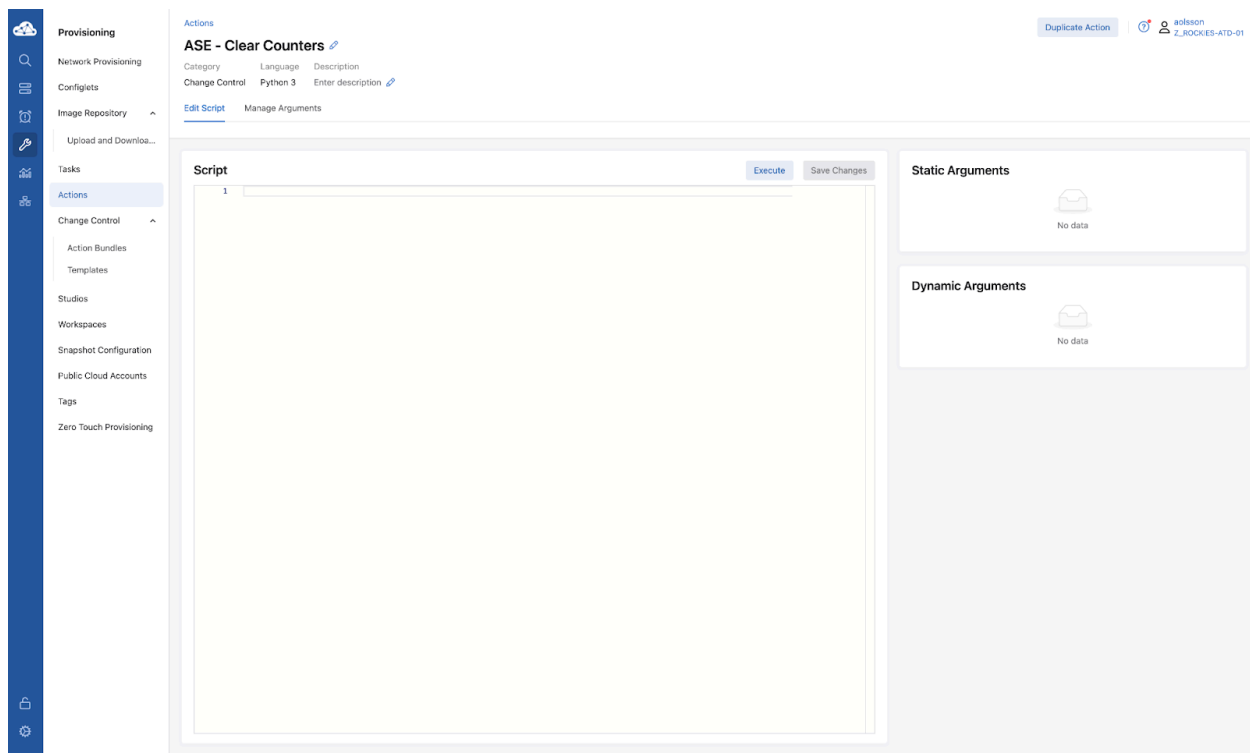 Provisioning
Network Provisioning
Configlets
Image Repository
Upload and Downloa...
Tasks
Actions
Change Control
Action Bundles
Templates
Studios
Workspaces
Snapshot Configuration
Public Cloud Accounts
Tags
Zero Touch Provisioning
Actions
Duplicate Action
aolsson
Z_ROCKIES-ATD-01
ASE - Clear Counters
Category Language Description
Change Control Python 3 Enter description
Edit Script Manage Arguments
Script
Execute
Save Changes
1
Static Arguments
No data
Dynamic Arguments
No data